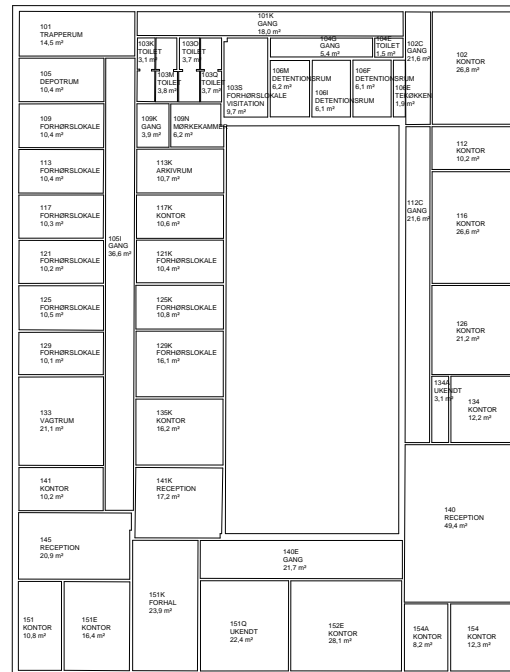 101
TRAPPERUM
14,5 m²
101K
GANG
18,0 m²
103K
TOILET
3,1 m²
103O
TOILET
3,7 m²
103M
TOILET
3,8 m²
103Q
TOILET
3,7 m²
103S
FORHØRSLOKALE
VISITATION
9,7 m²
104G
GANG
5,4 m²
104E
TOILET
1,5 m²
106M
DETENTIONSRUM
6,2 m²
106I
DETENTIONSRUM
6,1 m²
106F
DETENTIONSRUM
6,1 m²
106E
TEKØKKEN
1,9 m²
102C
GANG
21,6 m²
102
KONTOR
26,8 m²
105
DEPOTRUM
10,4 m²
109
FORHØRSLOKALE
10,4 m²
109K
GANG
3,9 m²
109N
MØRKEKAMMER
6,2 m²
112
KONTOR
10,2 m²
113
FORHØRSLOKALE
10,4 m²
113K
ARKIVRUM
10,7 m²
117
FORHØRSLOKALE
10,3 m²
117K
KONTOR
10,6 m²
112C
GANG
21,6 m²
116
KONTOR
26,6 m²
105I
GANG
36,6 m²
121
FORHØRSLOKALE
10,2 m²
121K
FORHØRSLOKALE
10,4 m²
125
FORHØRSLOKALE
10,5 m²
125K
FORHØRSLOKALE
10,8 m²
126
KONTOR
21,2 m²
129
FORHØRSLOKALE
10,1 m²
129K
FORHØRSLOKALE
16,1 m²
133
VAGTRUM
21,1 m²
135K
KONTOR
16,2 m²
134A
UKENDT
3,1 m²
134
KONTOR
12,2 m²
141
KONTOR
10,2 m²
141K
RECEPTION
17,2 m²
140
RECEPTION
49,4 m²
145
RECEPTION
20,9 m²
140E
GANG
21,7 m²
151
KONTOR
10,8 m²
151E
KONTOR
16,4 m²
151K
FORHAL
23,9 m²
151Q
UKENDT
22,4 m²
152E
KONTOR
28,1 m²
154A
KONTOR
8,2 m²
154
KONTOR
12,3 m²